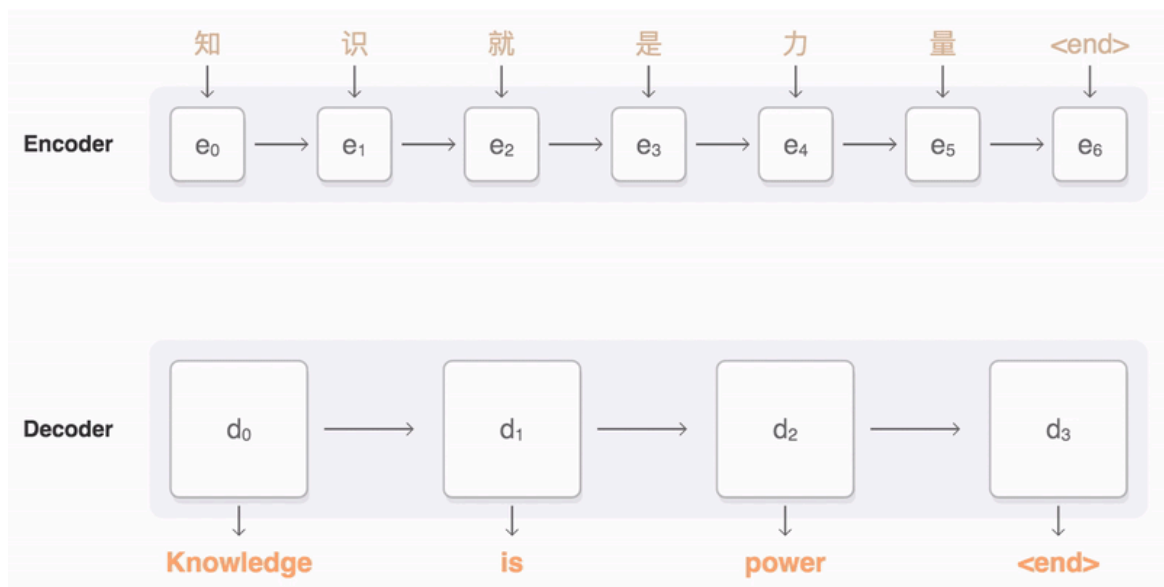 知 识 就 是 力 量 <end>
Encoder e₀ e₁ e₂ e₃ e₄ e₅ e₆
Decoder d₀ d₁ d₂ d₃
Knowledge is power <end>